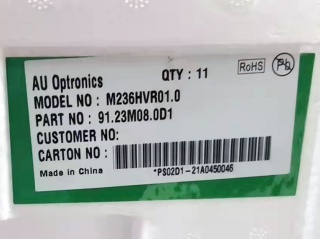 AU Optronics QTY : 11 RoHS Pb
MODEL NO : M236HVR01.0
PART NO : 91.23M08.0D1
CUSTOMER NO:
CARTON NO :
Made in China *PS02D1-21A0450046